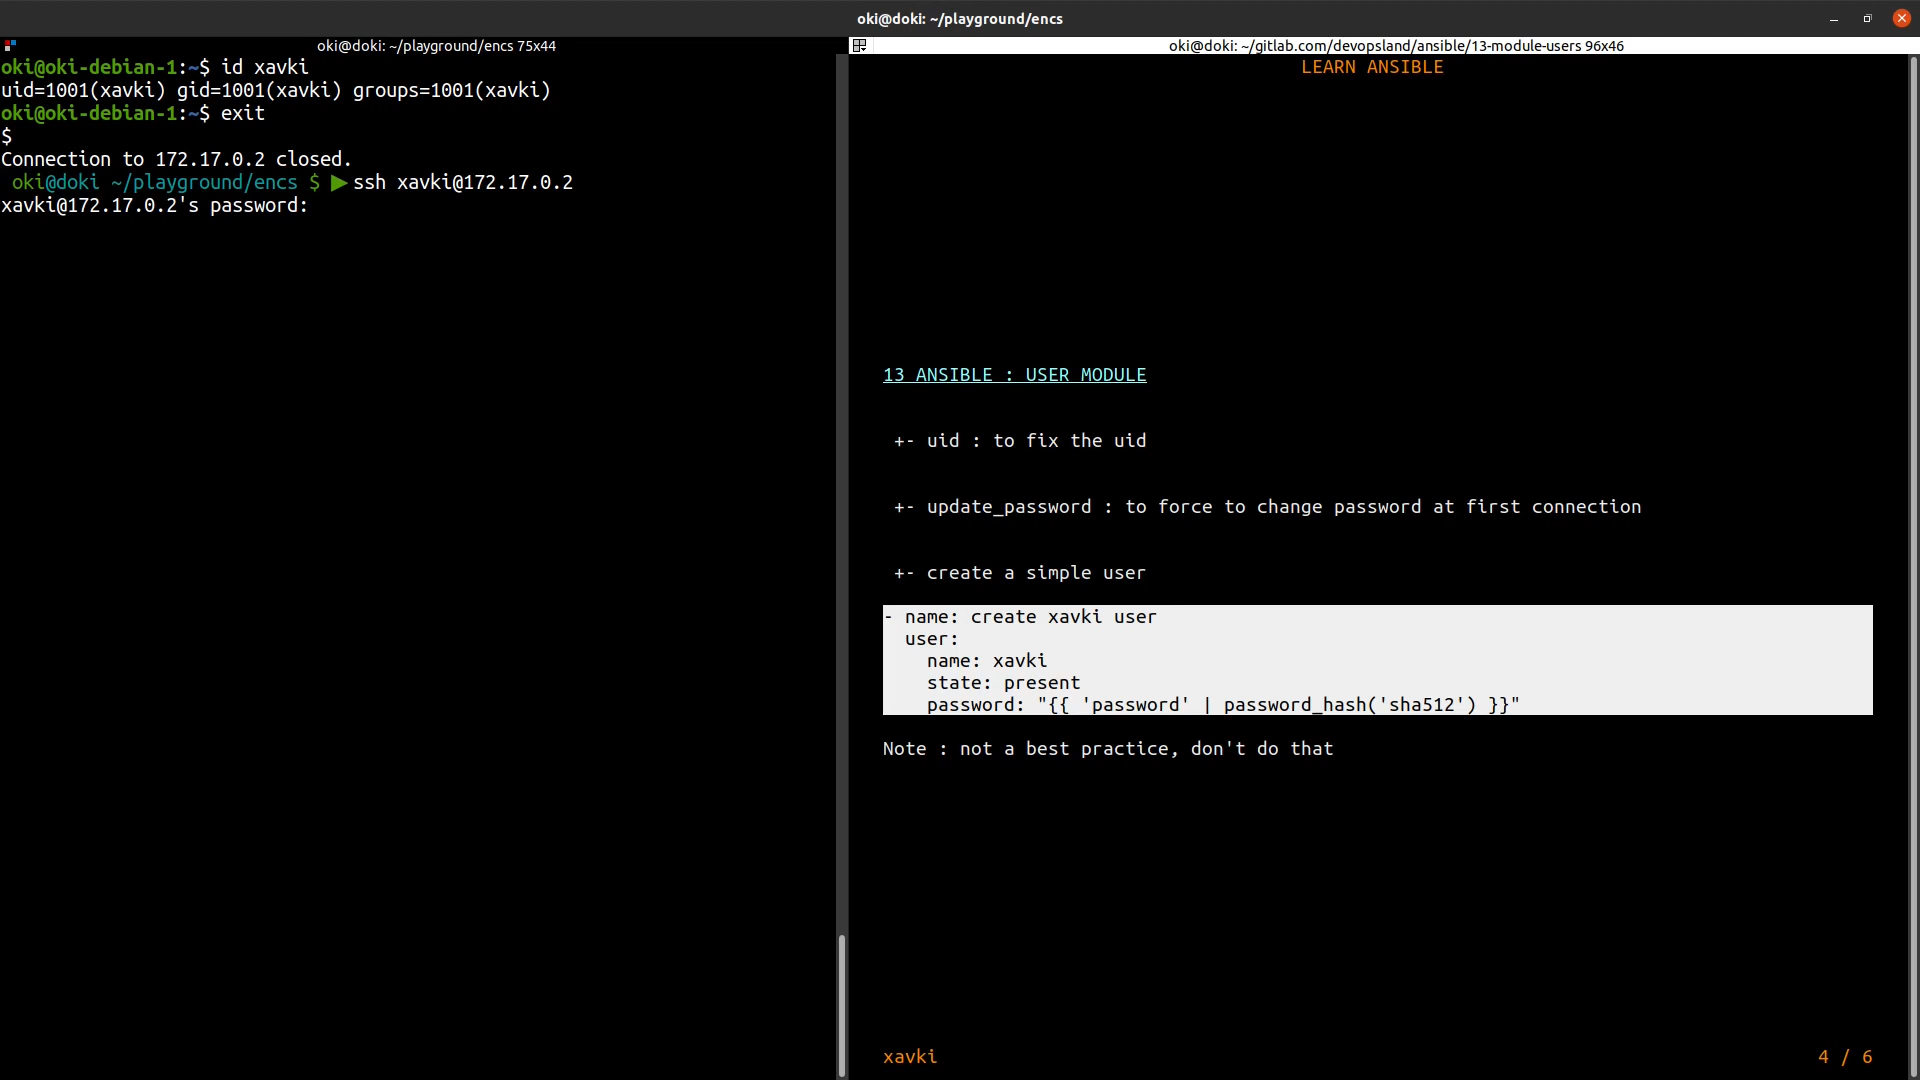 oki@doki: ~/playground/encs
oki@doki: ~/playground/encs 75x44
oki@oki-debian-1:~$ id xavki
uid=1001(xavki) gid=1001(xavki) groups=1001(xavki)
oki@oki-debian-1:~$ exit
$
Connection to 172.17.0.2 closed.
oki@doki ~/playground/encs $ ▶ssh xavki@172.17.0.2
xavki@172.17.0.2's password:
oki@doki: ~/gitlab.com/devopsland/ansible/13-module-users 96x46
LEARN ANSIBLE
13 ANSIBLE : USER MODULE
+- uid : to fix the uid
+- update_password : to force to change password at first connection
+- create a simple user
- name: create xavki user
user:
name: xavki
state: present
password: "{{ 'password' | password_hash('sha512') }}"
Note : not a best practice, don't do that
xavki
4 / 6